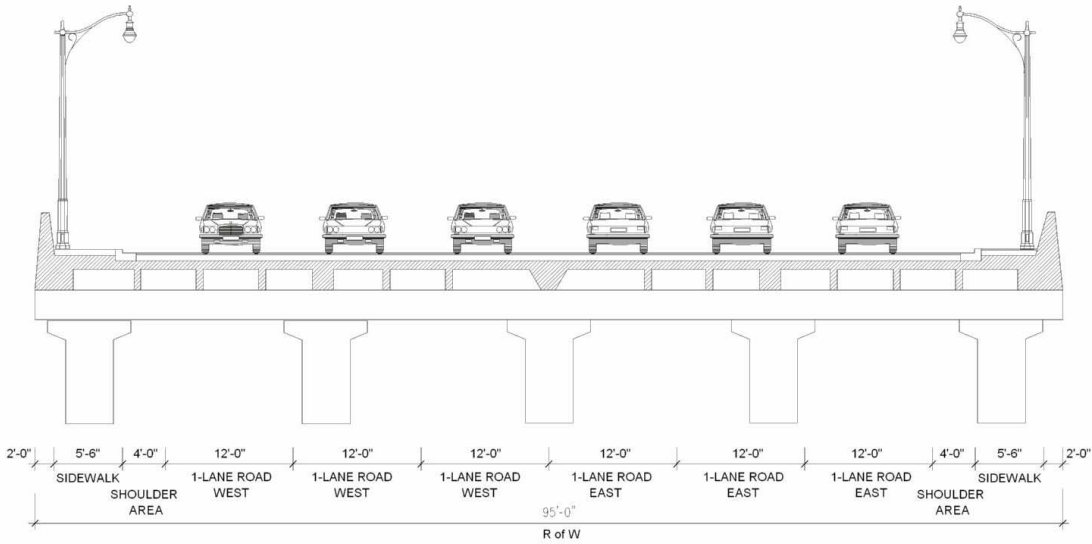 2'-0" 5'-6" 4'-0" 12'-0" 12'-0" 12'-0" 12'-0" 12'-0" 12'-0" 4'-0" 5'-6" 2'-0"
SIDEWALK
SHOULDER
AREA
1-LANE ROAD
WEST
1-LANE ROAD
WEST
1-LANE ROAD
WEST
1-LANE ROAD
EAST
1-LANE ROAD
EAST
1-LANE ROAD
EAST
SHOULDER
AREA
SIDEWALK
95'-0"
R of W